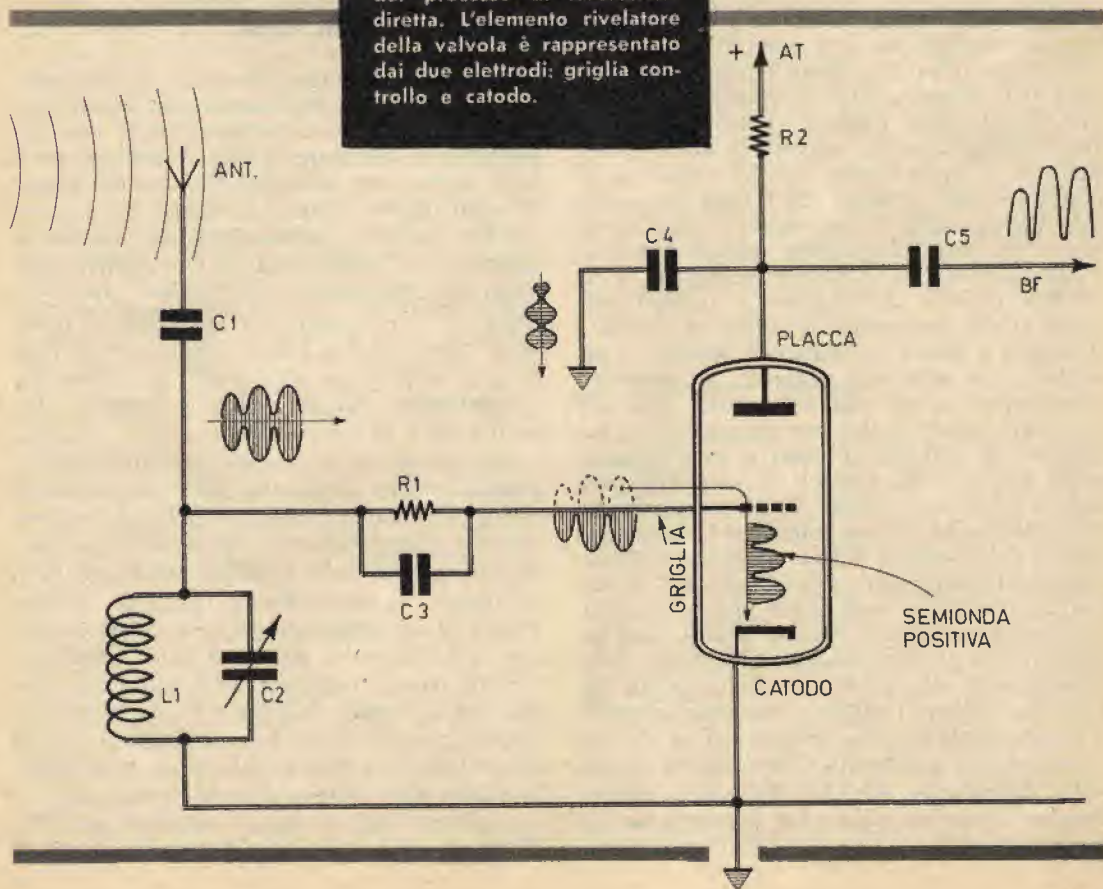 diretta. L'elemento rivelatore
della valvola è rappresentato
dai due elettrodi: griglia con-
trollo e catodo.
+ AT
R2
ANT.
C4
C5
BF
C1
PLACCA
R1
GRIGLIA
C3
SEMIONDA
POSITIVA
L1
C2
CATODO